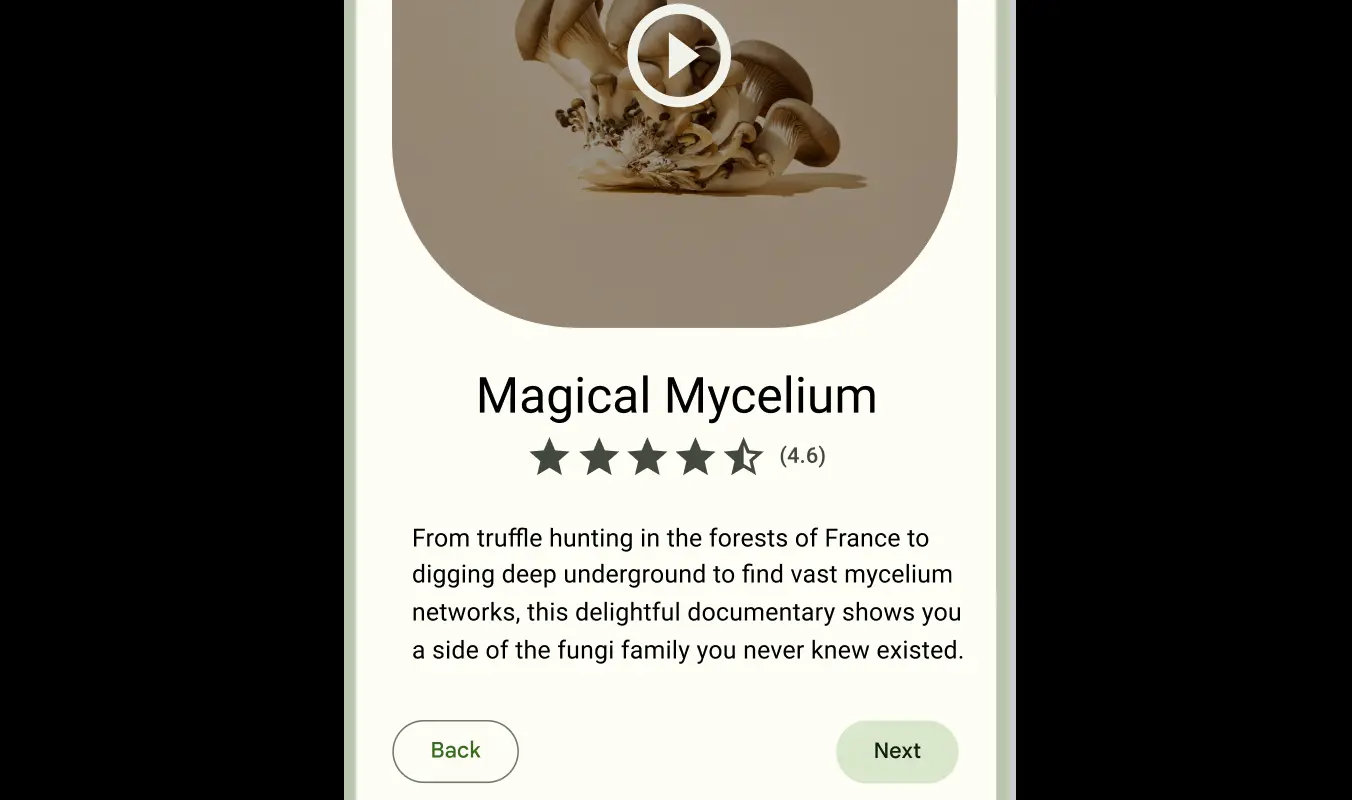 Magical Mycelium
(4.6)
From truffle hunting in the forests of France to
digging deep underground to find vast mycelium
networks, this delightful documentary shows you
a side of the fungi family you never knew existed.
Back
Next